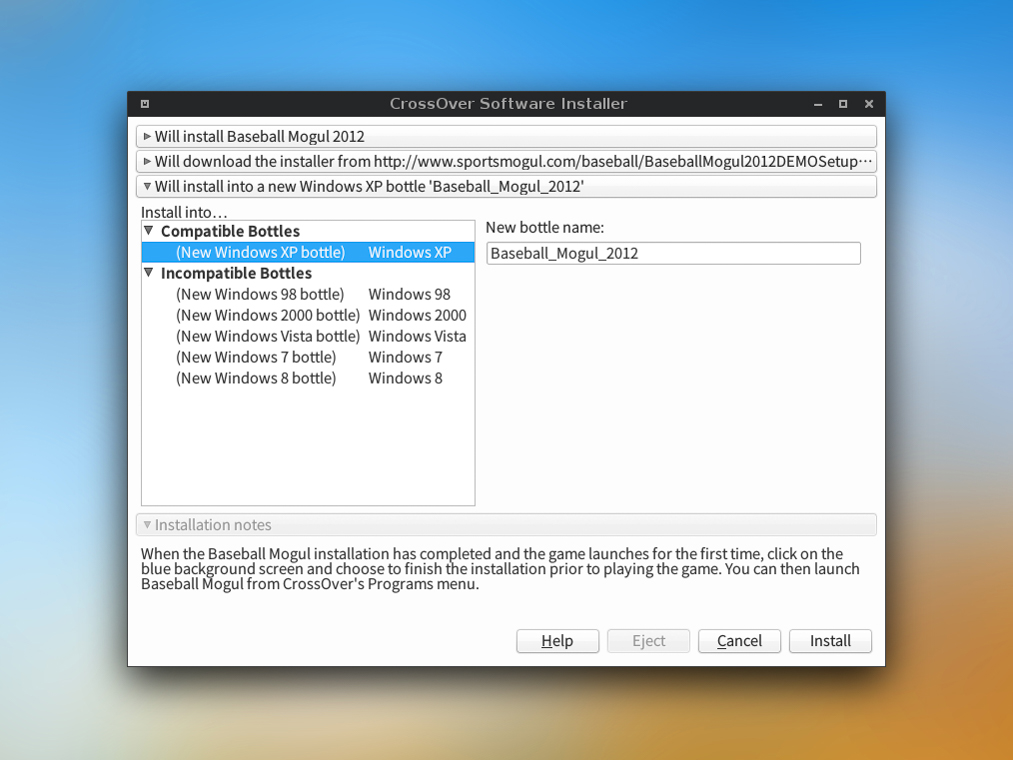 CrossOver Software Installer
Will install Baseball Mogul 2012
Will download the installer from http://www.sportsmogul.com/baseball/BaseballMogul2012DEMOSetup…
Will install into a new Windows XP bottle 'Baseball_Mogul_2012'
Install into…
New bottle name:
Compatible Bottles
(New Windows XP bottle) Windows XP
Baseball_Mogul_2012
Incompatible Bottles
(New Windows 98 bottle) Windows 98
(New Windows 2000 bottle) Windows 2000
(New Windows Vista bottle) Windows Vista
(New Windows 7 bottle) Windows 7
(New Windows 8 bottle) Windows 8
Installation notes
When the Baseball Mogul installation has completed and the game launches for the first time, click on the
blue background screen and choose to finish the installation prior to playing the game. You can then launch
Baseball Mogul from CrossOver's Programs menu.
Help Eject Cancel Install